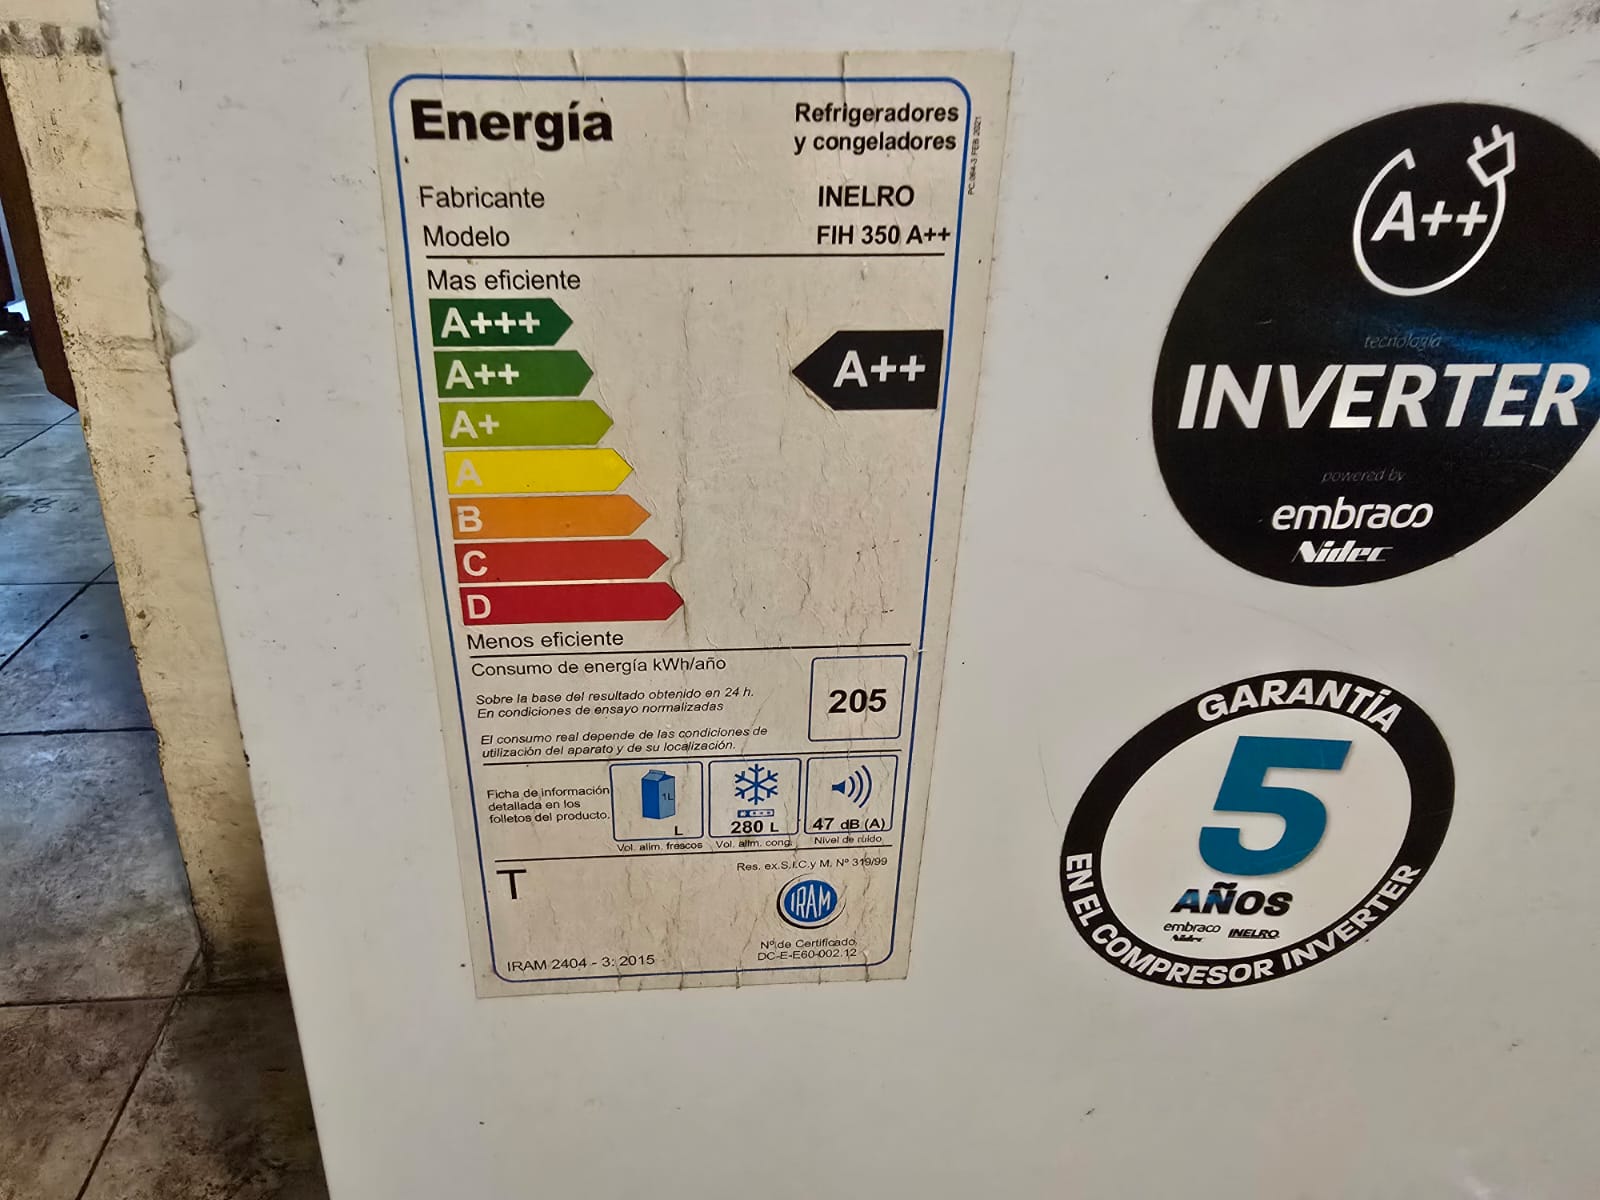 Energía
Refrigeradores
y congeladores
PC.064-3 FEB 2021
Fabricante INELRO
Modelo FIH 350 A++
Mas eficiente
A+++
A++
A++
A+
A
B
C
D
Menos eficiente
Consumo de energía kWh/año
205
Sobre la base del resultado obtenido en 24 h.
En condiciones de ensayo normalizadas
El consumo real depende de las condiciones de
utilización del aparato y de su localización.
Ficha de información
detallada en los
folletos del producto.
1L
L
Vol. alim. frescos
280 L
Vol. alim. cong.
47 dB (A)
Nivel de ruido
T
Res. ex.S.I.C.y M. Nº 319/99
IRAM
Nº de Certificado
DC-E-E60-002.12
IRAM 2404 - 3: 2015
A++
tecnología
INVERTER
powered by
embraco
Nidec
GARANTÍA
5
AÑOS
embraco INELRO
Nidec
EN EL COMPRESOR INVERTER